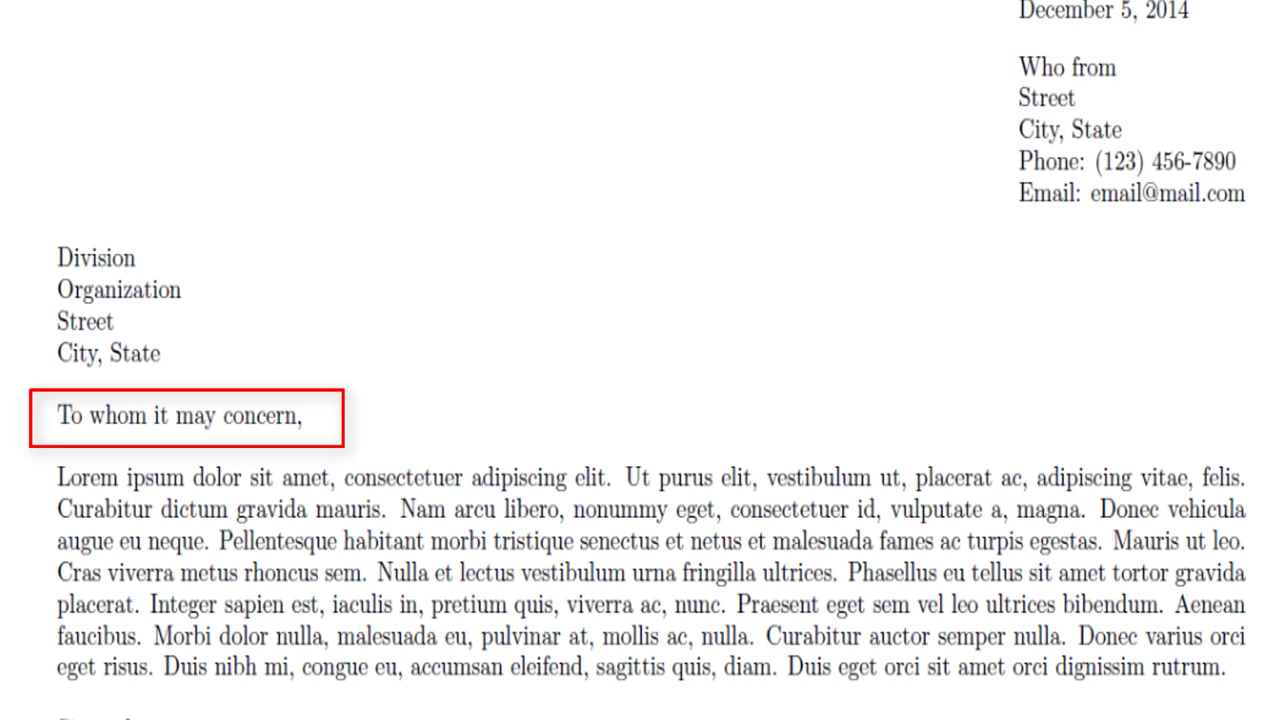 December 5, 2014
Who from
Street
City, State
Phone: (123) 456-7890
Email: email@mail.com
Division
Organization
Street
City, State
To whom it may concern,
Lorem ipsum dolor sit amet, consectetuer adipiscing elit. Ut purus elit, vestibulum ut, placerat ac, adipiscing vitae, felis.
Curabitur dictum gravida mauris. Nam arcu libero, nonummy eget, consectetuer id, vulputate a, magna. Donec vehicula
augue eu neque. Pellentesque habitant morbi tristique senectus et netus et malesuada fames ac turpis egestas. Mauris ut leo.
Cras viverra metus rhoncus sem. Nulla et lectus vestibulum urna fringilla ultrices. Phasellus eu tellus sit amet tortor gravida
placerat. Integer sapien est, iaculis in, pretium quis, viverra ac, nunc. Praesent eget sem vel leo ultrices bibendum. Aenean
faucibus. Morbi dolor nulla, malesuada eu, pulvinar at, mollis ac, nulla. Curabitur auctor semper nulla. Donec varius orci
eget risus. Duis nibh mi, congue eu, accumsan eleifend, sagittis quis, diam. Duis eget orci sit amet orci dignissim rutrum.